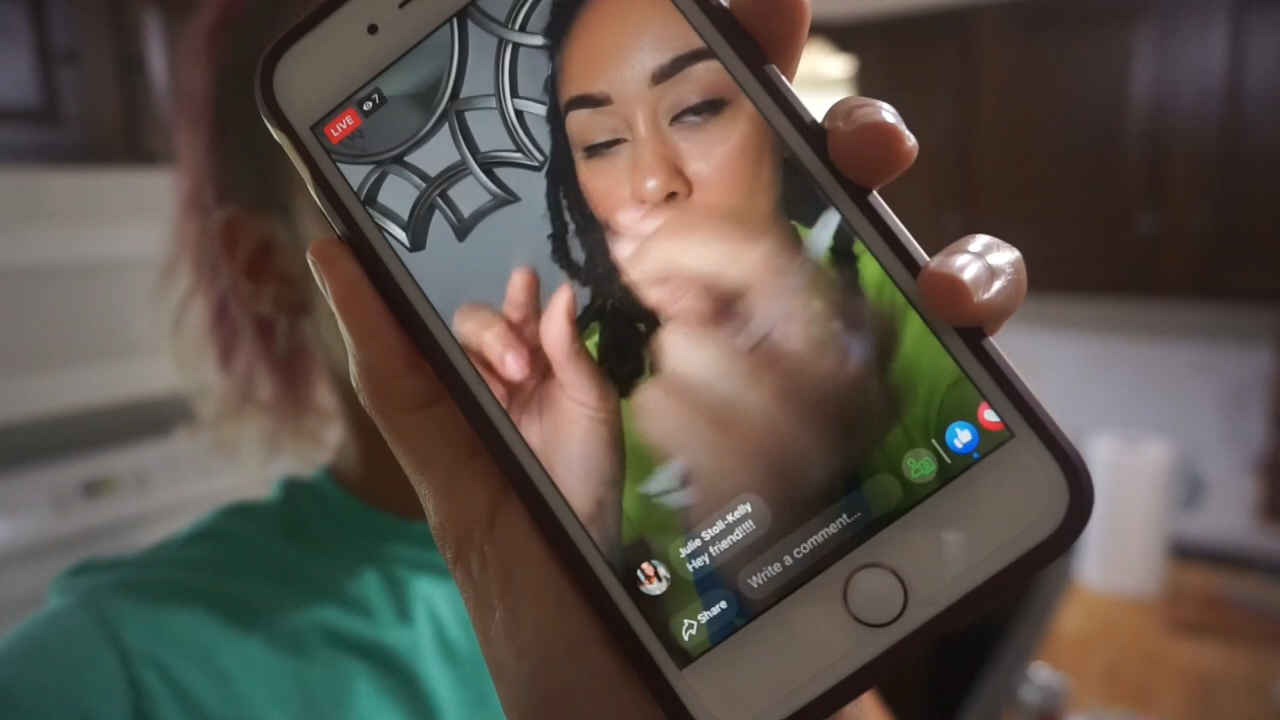 LIVE 7
Julie Stoll-Kelly
Hey friend!!!!
Write a comment...
Share